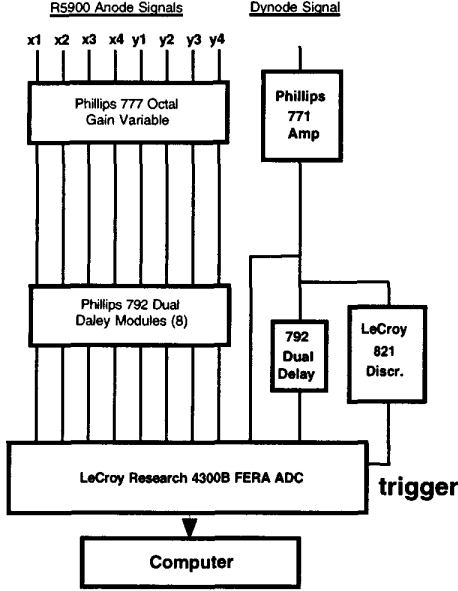 R5900 Anode Signals
Dynode Signal
x1 x2 x3 x4 y1 y2 y3 y4
Phillips 777 Octal
Gain Variable
Phillips
771
Amp
Phillips 792 Dual
Daley Modules (8)
792
Dual
Delay
LeCroy
821
Discr.
LeCroy Research 4300B FERA ADC
trigger
Computer